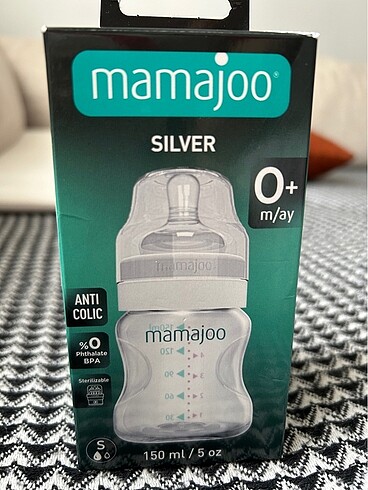 mamajoo®
SILVER
0+
m/ay
mamajoo
ANTI
COLIC
mamajoo
%0
Phthalate
BPA
120
90
60
30
Sterilizable
S
150 ml / 5 oz